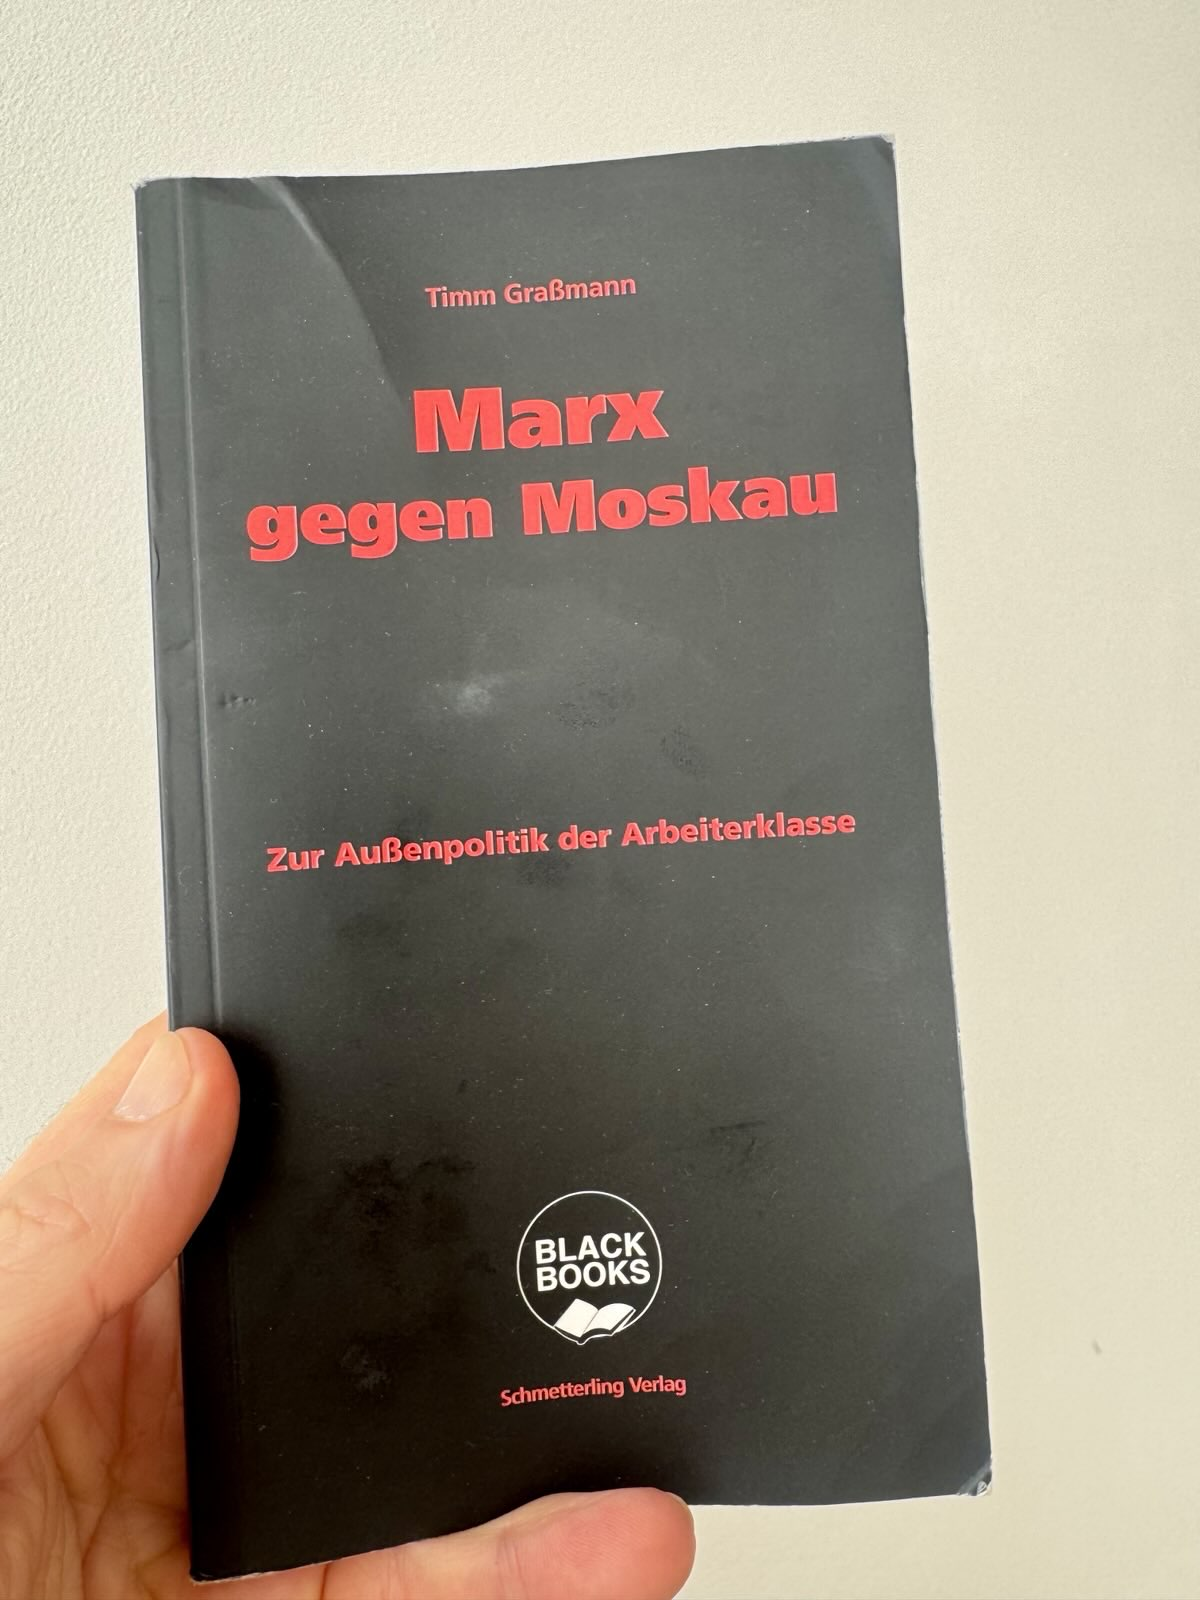 Timm Graßmann
Marx
gegen Moskau
Zur Außenpolitik der Arbeiterklasse
BLACK
BOOKS
Schmetterling Verlag